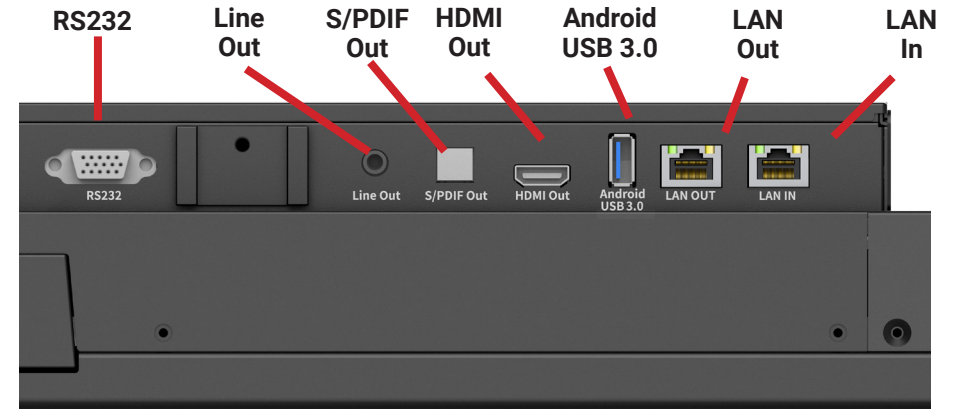 RS232
Line
Out
S/PDIF
Out
HDMI
Out
Android
USB 3.0
LAN
Out
LAN
In
RS232
Line Out
S/PDIF Out
HDMI Out
Android
USB 3.0
LAN OUT
LAN IN